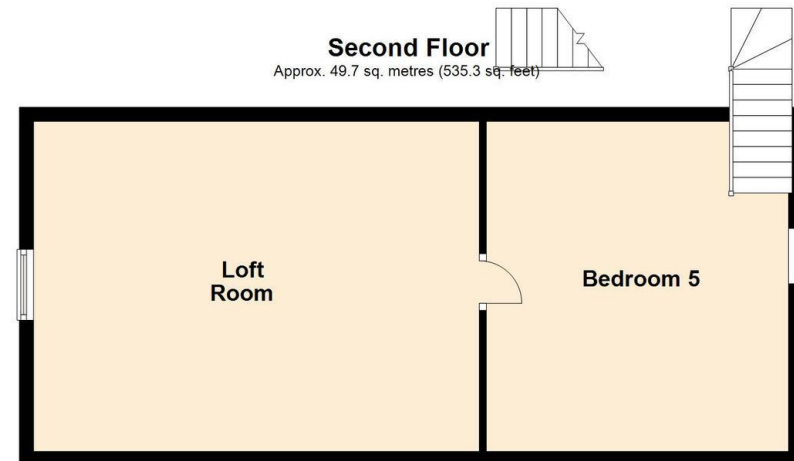 Second Floor
Approx. 49.7 sq. metres (535.3 sq. feet)
Loft
Room
Bedroom 5